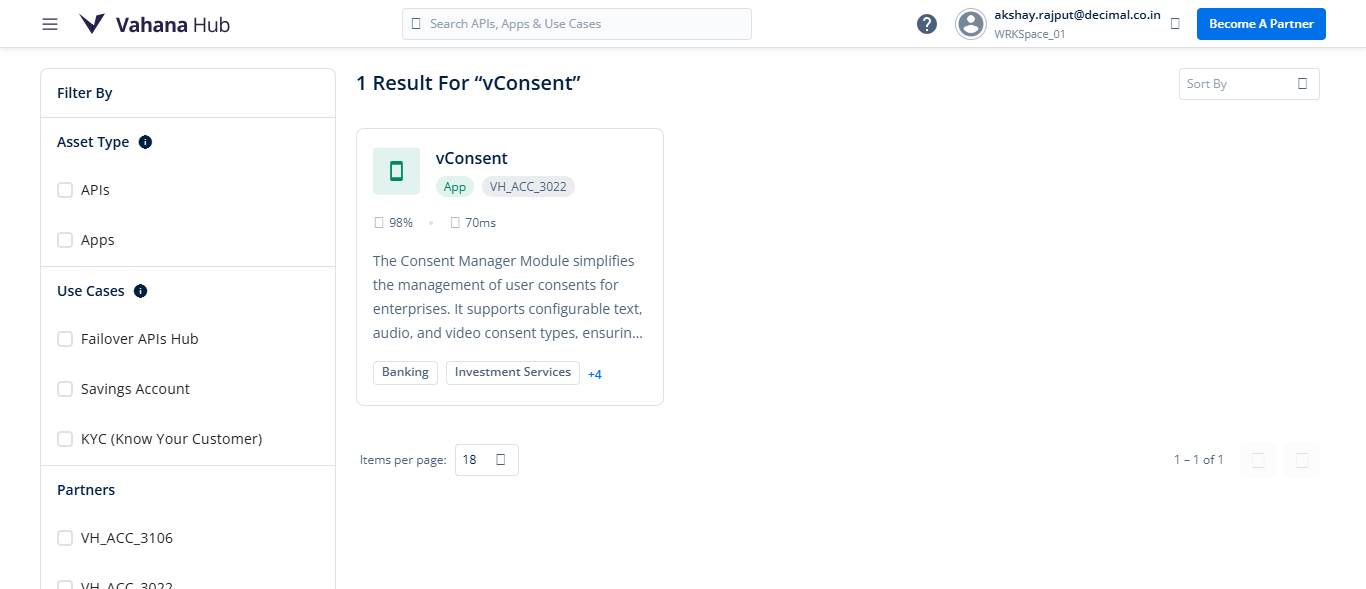 Vahana Hub
Search APIs, Apps & Use Cases
akshay.rajput@decimal.co.in
WRKSpace_01
Become A Partner
Filter By
Asset Type
APIs
Apps
Use Cases
Failover APIs Hub
Savings Account
KYC (Know Your Customer)
Partners
VH_ACC_3106
VH_ACC_3022
1 Result For “vConsent”
Sort By
vConsent
App VH_ACC_3022
98% • 70ms
The Consent Manager Module simplifies
the management of user consents for
enterprises. It supports configurable text,
audio, and video consent types, ensurin...
Banking Investment Services +4
Items per page: 18
1 – 1 of 1